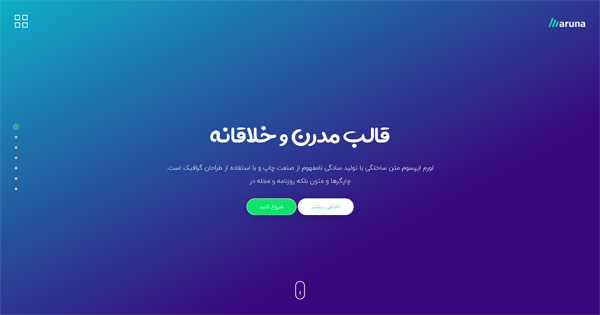 aruna
قالب مدرن و خلاقانه
لورم ایپسوم متن ساختگی با تولید سادگی نامفهوم از صنعت چاپ و با استفاده از طراحان گرافیک است.
چاپگرها و متون بلکه روزنامه و مجله در
آشنایی بیشتر
شروع کنید